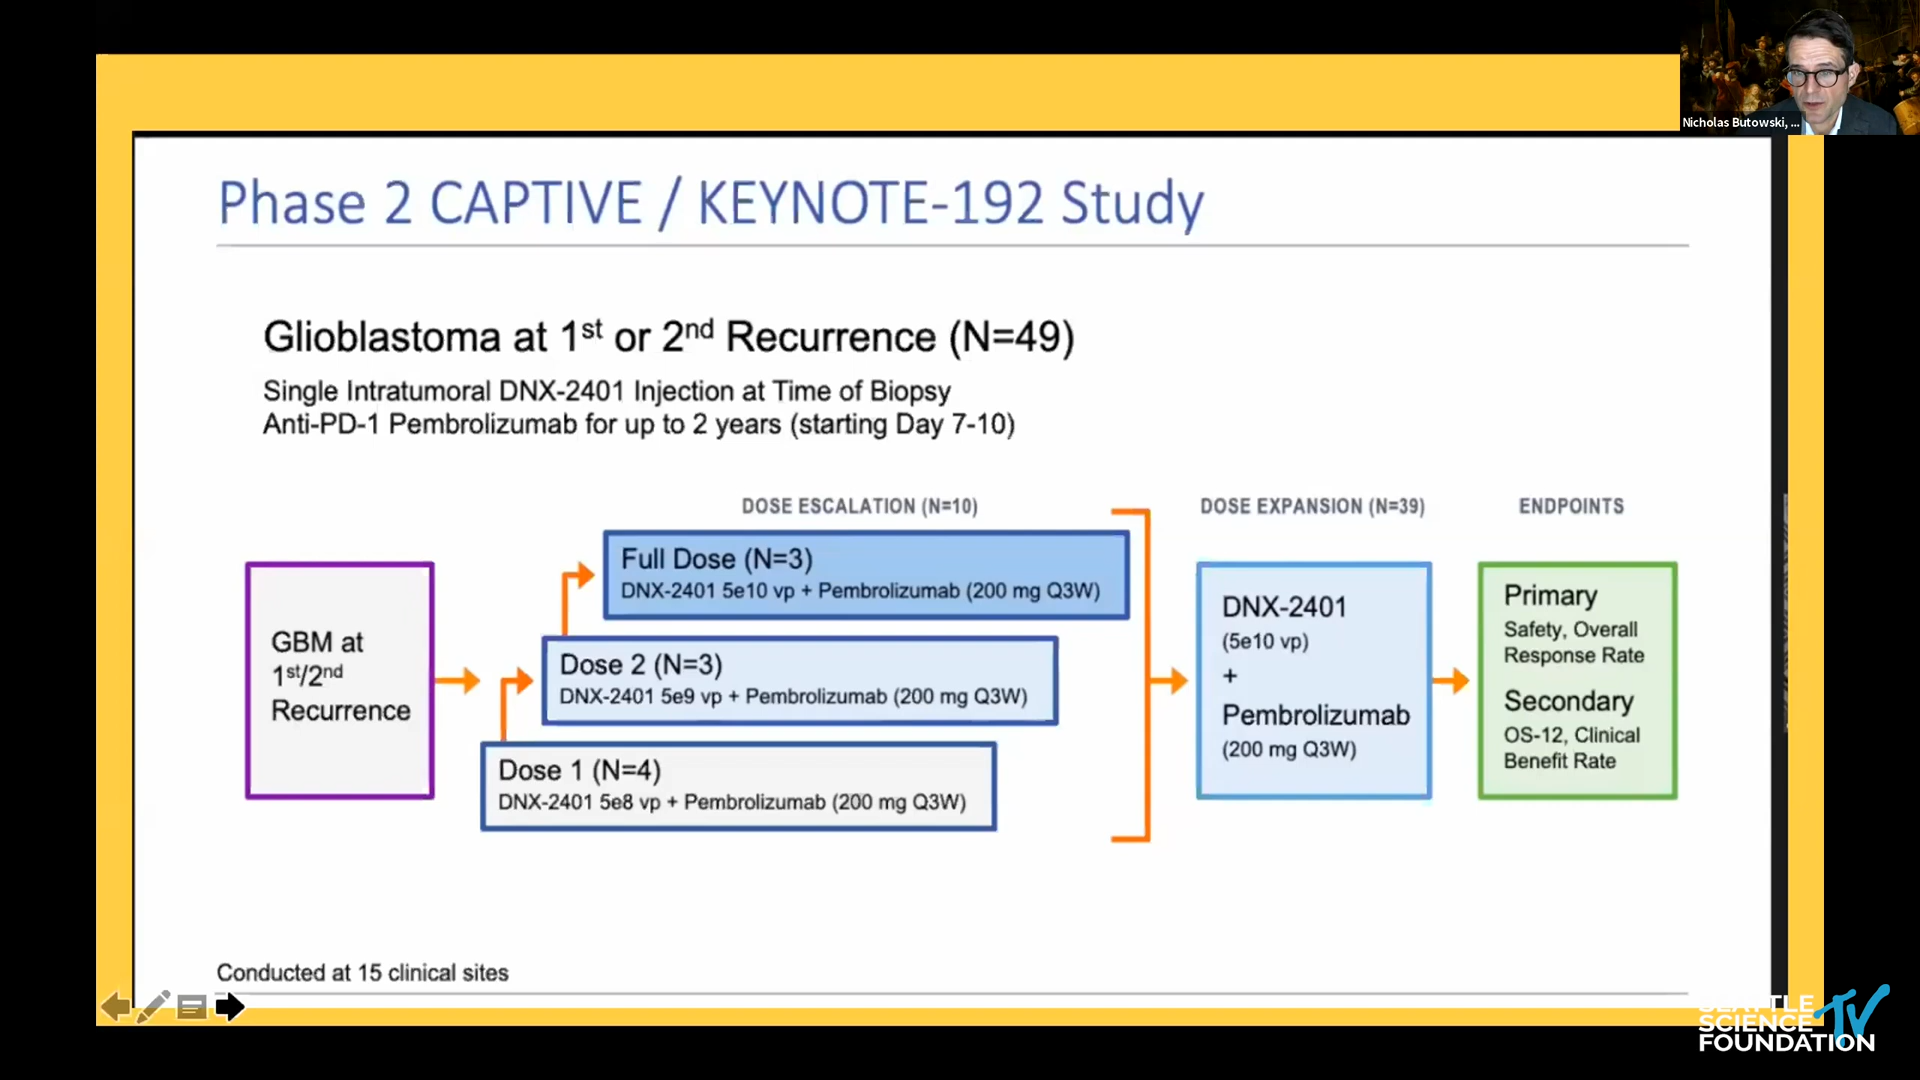 Nicholas Butowski, ...
Phase 2 CAPTIVE / KEYNOTE-192 Study
Glioblastoma at 1st or 2nd Recurrence (N=49)
Single Intratumoral DNX-2401 Injection at Time of Biopsy
Anti-PD-1 Pembrolizumab for up to 2 years (starting Day 7-10)
GBM at
1st/2nd
Recurrence
DOSE ESCALATION (N=10)
Full Dose (N=3)
DNX-2401 5e10 vp + Pembrolizumab (200 mg Q3W)
Dose 2 (N=3)
DNX-2401 5e9 vp + Pembrolizumab (200 mg Q3W)
Dose 1 (N=4)
DNX-2401 5e8 vp + Pembrolizumab (200 mg Q3W)
DOSE EXPANSION (N=39)
DNX-2401
(5e10 vp)
+
Pembrolizumab
(200 mg Q3W)
ENDPOINTS
Primary
Safety, Overall
Response Rate
Secondary
OS-12, Clinical
Benefit Rate
Conducted at 15 clinical sites
SEATTLE
SCIENCE
FOUNDATION
TV